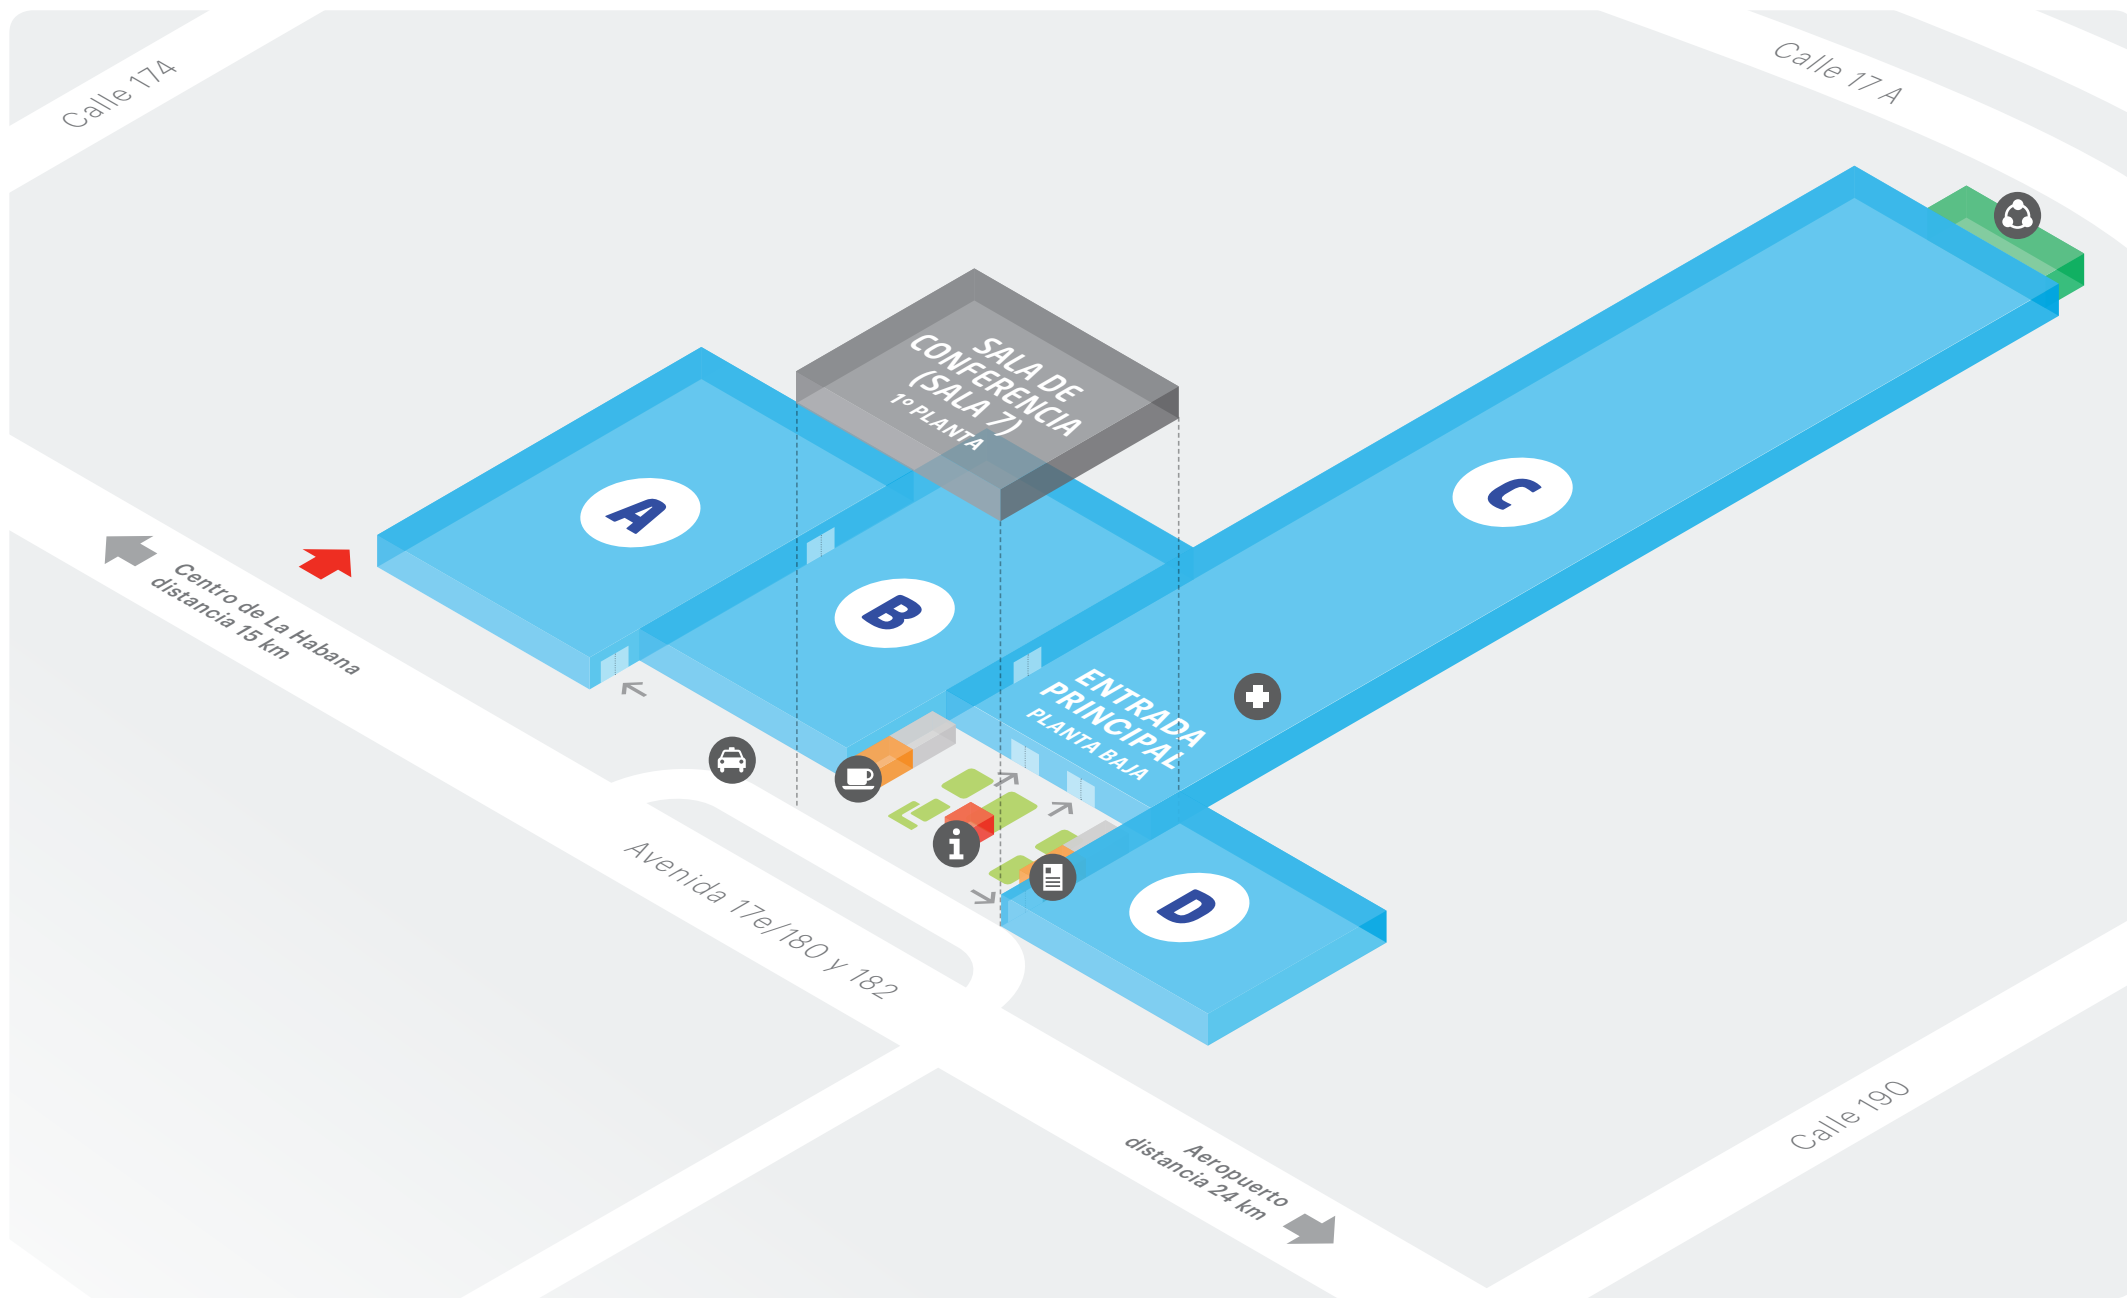 Calle 174
Calle 17 A
SALA DE
CONFERENCIA
(SALA 7)
1º PLANTA
A
C
B
Centro de La Habana
distancia 15 km
ENTRADA
PRINCIPAL
PLANTA BAJA
D
Avenida 17e/180 y 182
Calle 190
Aeropuerto
distancia 24 km